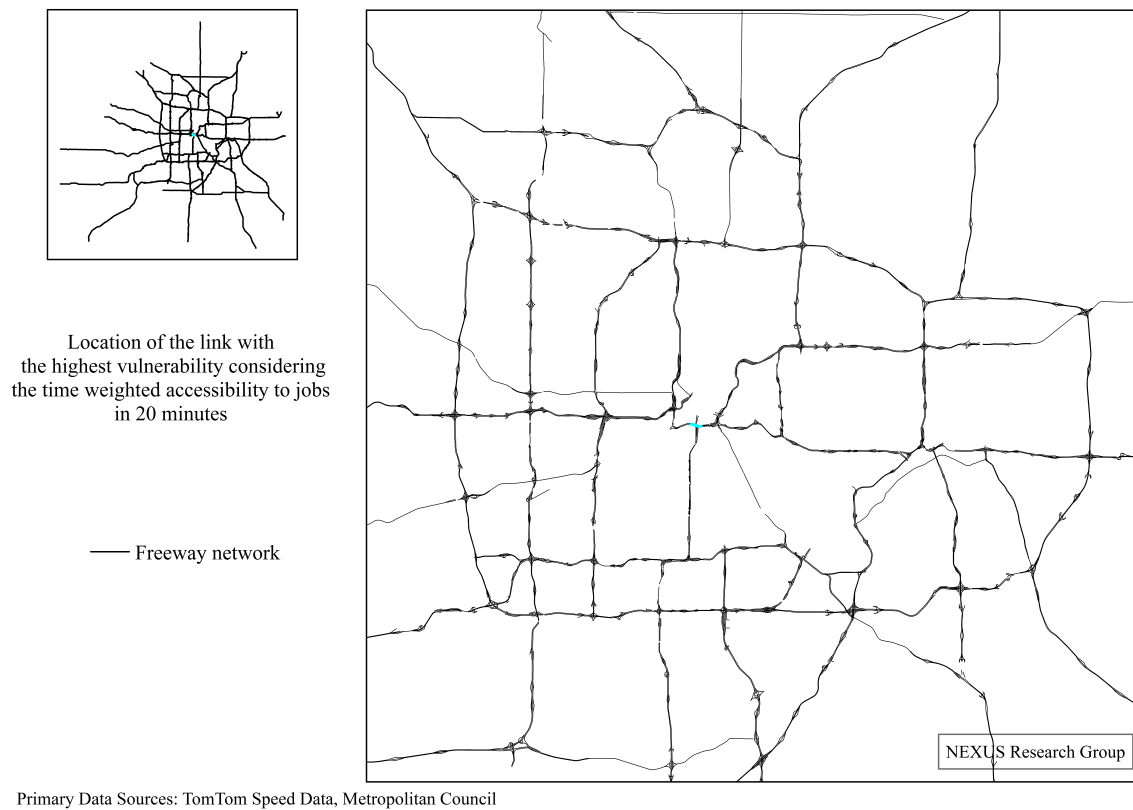 Location of the link with
the highest vulnerability considering
the time weighted accessibility to jobs
in 20 minutes
Freeway network
NEXUS Research Group
Primary Data Sources: TomTom Speed Data, Metropolitan Council